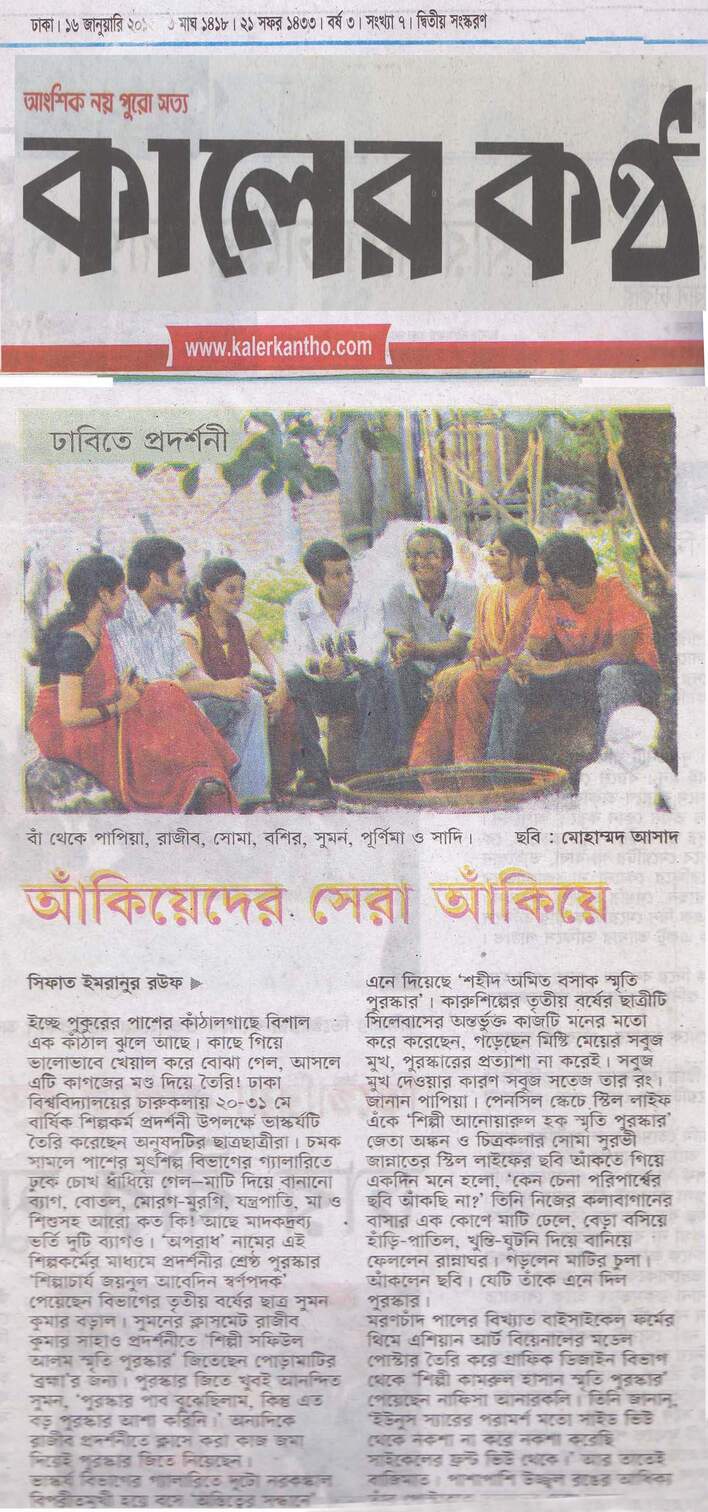 ঢাকা। ১৬ জানুয়ারি ২০১ মাঘ ১৪১৮। ২১ সফর ১৪৩৩। বর্ষ ৩। সংখ্যা ৭। দ্বিতীয় সংস্করণ
আংশিক নয় পুরো সত্য
কালের কণ্ঠ
www.kalerkantho.com
ঢাবিতে প্রদর্শনী
বাঁ থেকে পাপিয়া, রাজীব, সোমা, বশির, সুমন, পূর্ণিমা ও সাদি। ছবি : মোহাম্মদ আসাদ
আঁকিয়েদের সেরা আঁকিয়ে
সিফাত ইমরানুর রউফ
ইচ্ছে পুকুরের পাশের কাঁঠালগাছে বিশাল
এক কাঁঠাল ঝুলে আছে। কাছে গিয়ে
ভালোভাবে খেয়াল করে বোঝা গেল, আসলে
এটি কাগজের মণ্ড দিয়ে তৈরি! ঢাকা
বিশ্ববিদ্যালয়ের চারুকলায় ২০-৩১ মে
বার্ষিক শিল্পকর্ম প্রদর্শনী উপলক্ষে ভাস্কর্যটি
তৈরি করেছেন অনুষদটির ছাত্রছাত্রীরা। চমক
সামলে পাশের মৃৎশিল্প বিভাগের গ্যালারিতে
ঢুকে চোখ ধাঁধিয়ে গেল–মাটি দিয়ে বানানো
ব্যাগ, বোতল, মোরগ-মুরগি, যন্ত্রপাতি, মা ও
শিশুসহ আরো কত কি! আছে মাদকদ্রব্য
ভর্তি দুটি ব্যাগও। 'অপরাধ' নামের এই
শিল্পকর্মের মাধ্যমে প্রদর্শনীর শ্রেষ্ঠ পুরস্কার
'শিল্পাচার্য জয়নুল আবেদিন স্বর্ণপদক'
পেয়েছেন বিভাগের তৃতীয় বর্ষের ছাত্র সুমন
কুমার বড়াল। সুমনের ক্লাসমেট রাজীব
কুমার সাহাও প্রদর্শনীতে 'শিল্পী সফিউল
আলম স্মৃতি পুরস্কার' জিতেছেন পোড়ামাটির
'ব্রহ্মা'র জন্য। পুরস্কার জিতে খুবই আনন্দিত
সুমন, 'পুরস্কার পাব বুঝেছিলাম, কিন্তু এত
বড় পুরস্কার আশা করিনি।' অন্যদিকে
রাজীব প্রদর্শনীতে ক্লাসে করা কাজ জমা
দিয়েই পুরস্কার জিতে নিয়েছেন।
ভাস্কর্য বিভাগের গ্যালারিতে দুটো নরকঙ্কাল
বিপরীতমুখী হয়ে বসে
এনে দিয়েছে 'শহীদ অমিত বসাক স্মৃতি
পুরস্কার'। কারুশিল্পের তৃতীয় বর্ষের ছাত্রীটি
সিলেবাসের অন্তর্ভুক্ত কাজটি মনের মতো
করে করেছেন, গড়েছেন মিষ্টি মেয়ের সবুজ
মুখ, পুরস্কারের প্রত্যাশা না করেই। সবুজ
মুখ দেওয়ার কারণ সবুজ সতেজ তার রং।
জানান পাপিয়া। পেনসিল স্কেচে স্টিল লাইফ
এঁকে 'শিল্পী আনোয়ারুল হক স্মৃতি পুরস্কার'
জেতা অঙ্কন ও চিত্রকলার সোমা সুরভী
জান্নাতের স্টিল লাইফের ছবি আঁকতে গিয়ে
একদিন মনে হলো, 'কেন চেনা পরিপার্শ্বের
ছবি আঁকছি না?' তিনি নিজের কলাবাগানের
বাসার এক কোণে মাটি ঢেলে, বেড়া বসিয়ে
হাঁড়ি-পাতিল, খুন্তি-ঘুটনি দিয়ে বানিয়ে
ফেললেন রান্নাঘর। গড়লেন মাটির চুলা।
আঁকলেন ছবি। যেটি তাঁকে এনে দিল
পুরস্কার।
মরণচাঁদ পালের বিখ্যাত বাইসাইকেল ফর্মের
থিমে এশিয়ান আর্ট বিয়েনালের মডেল
পোস্টার তৈরি করে গ্রাফিক ডিজাইন বিভাগ
থেকে 'শিল্পী কামরুল হাসান স্মৃতি পুরস্কার'
পেয়েছেন নাফিসা আনারকলি। তিনি জানান,
'ইউনুস স্যারের পরামর্শ মতো সাইড ভিউ
থেকে নকশা না করে নকশা করেছি
সাইকেলের ফ্রন্ট ভিউ থেকে।' আর তাতেই
বাজিমাত। পাশাপাশি উজ্জ্বল রঙের আধিক্য